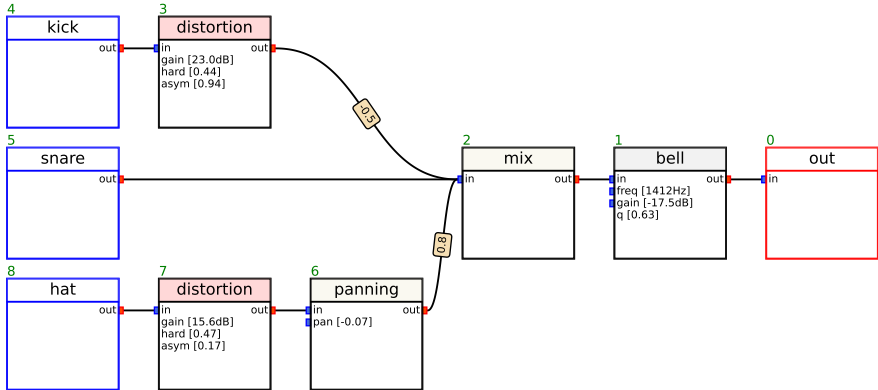 4
kick
out
3
distortion
in
out
gain [23.0dB]
hard [0.44]
asym [0.94]
-0.5
5
snare
out
2
mix
in
out
1
bell
in
out
freq [1412Hz]
gain [-17.5dB]
q [0.63]
0
out
in
0.8
8
hat
out
7
distortion
in
out
gain [15.6dB]
hard [0.47]
asym [0.17]
6
panning
in
out
pan [-0.07]